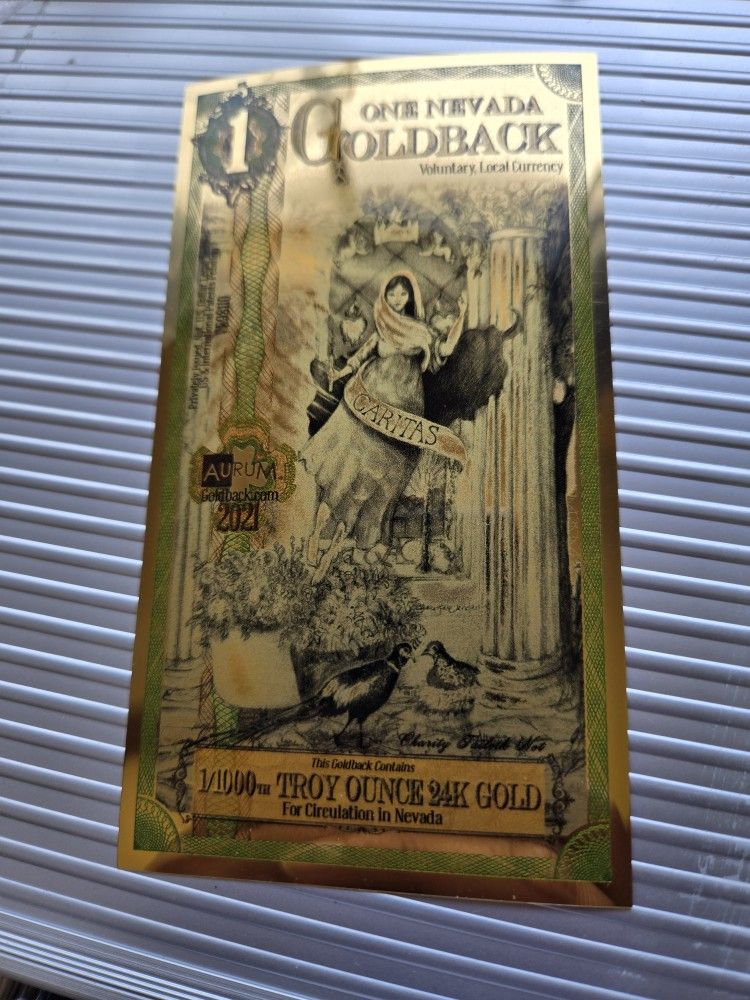 1
ONE NEVADA
GOLDBACK
Voluntary, Local Currency
CARITAS
AURUM
Goldback.com
2021
Charity Faileth Not
This Goldback Contains
1/1000TH TROY OUNCE 24K GOLD
For Circulation in Nevada